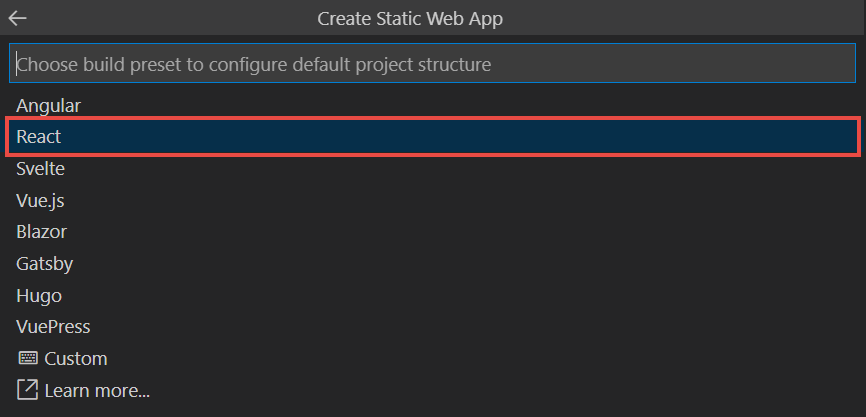 Create Static Web App
Choose build preset to configure default project structure
Angular
React
Svelte
Vue.js
Blazor
Gatsby
Hugo
VuePress
Custom
Learn more...